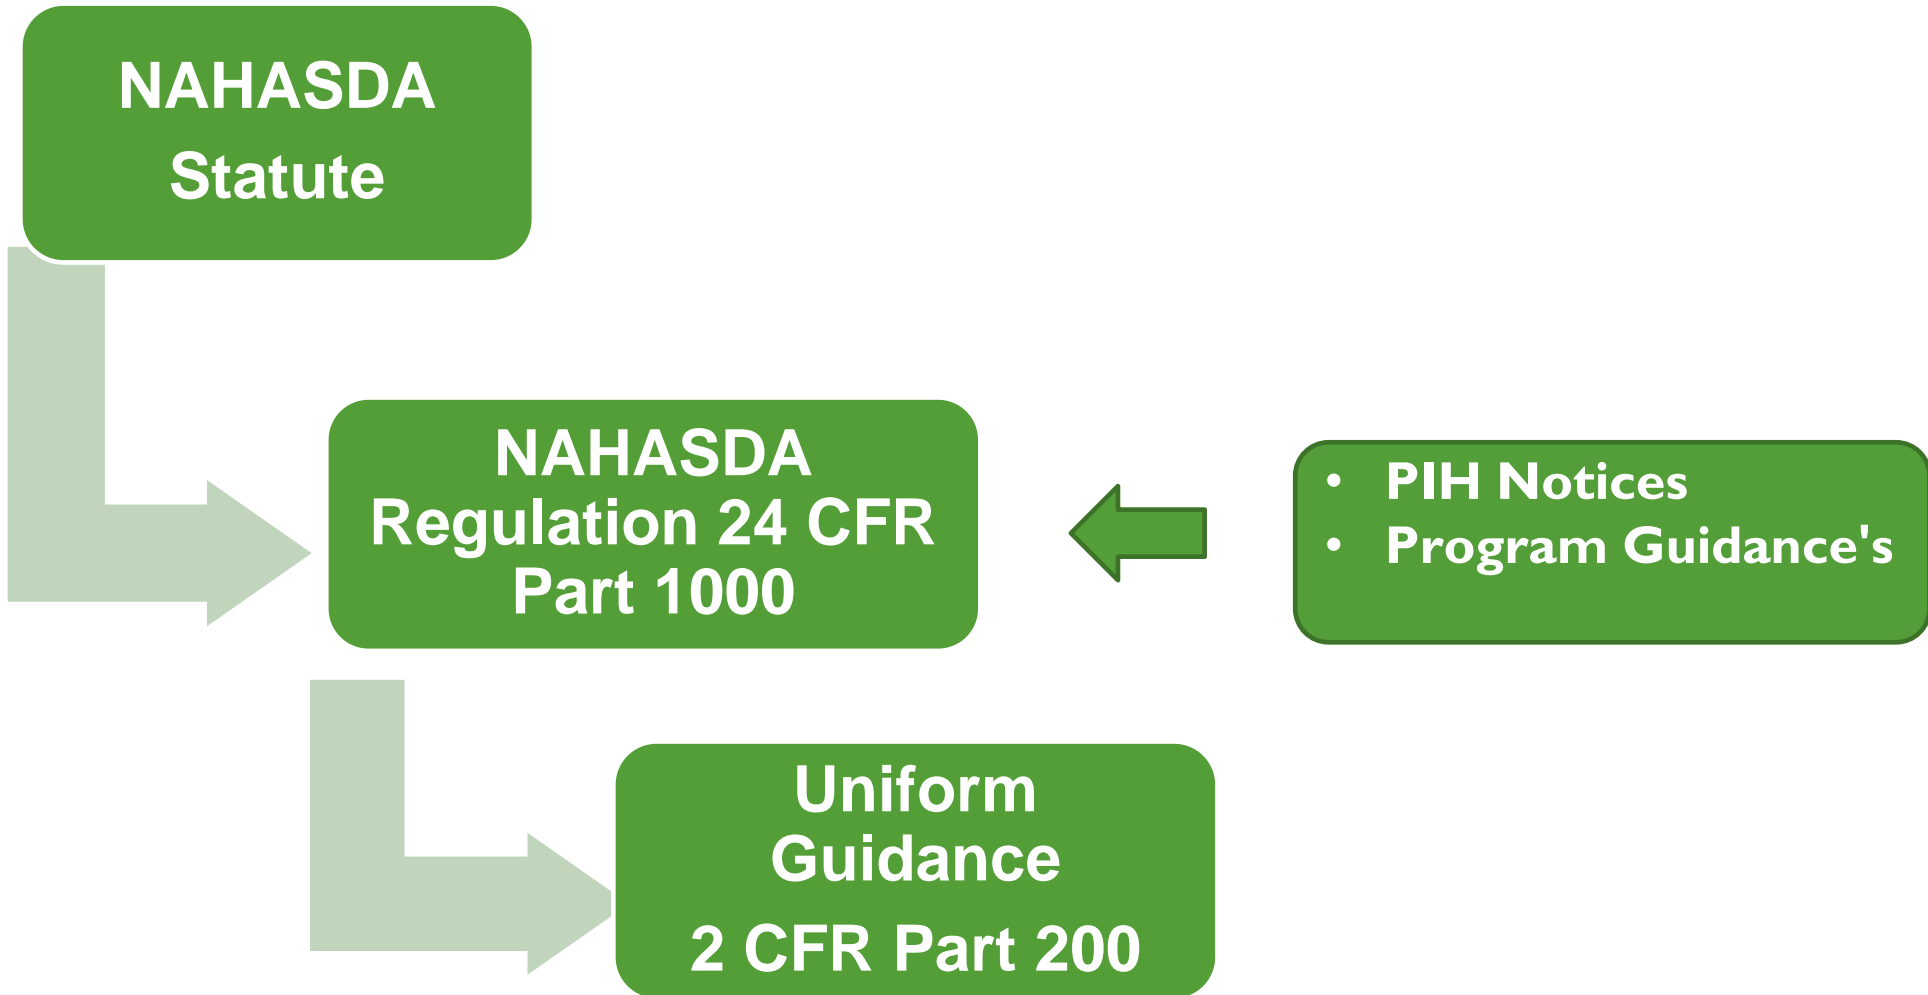 NAHASDA
Statute
NAHASDA
Regulation 24 CFR
Part 1000
• PIH Notices
• Program Guidance's
Uniform
Guidance
2 CFR Part 200